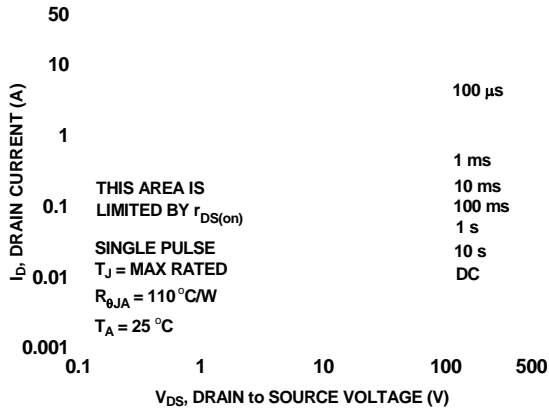 50
10
1
0.1
0.01
0.001
I_D, DRAIN CURRENT (A)
100 μs
1 ms
10 ms
100 ms
1 s
10 s
DC
THIS AREA IS
LIMITED BY r_DS(on)
SINGLE PULSE
T_J = MAX RATED
R_θJA = 110 °C/W
T_A = 25 °C
0.1 1 10 100 500
V_DS, DRAIN to SOURCE VOLTAGE (V)